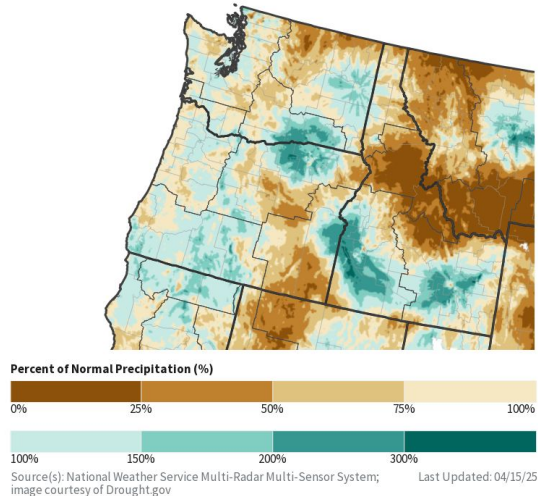 Percent of Normal Precipitation (%)
0% 25% 50% 75% 100%
100% 150% 200% 300%
Source(s): National Weather Service Multi-Radar Multi-Sensor System; Last Updated: 04/15/25
image courtesy of Drought.gov